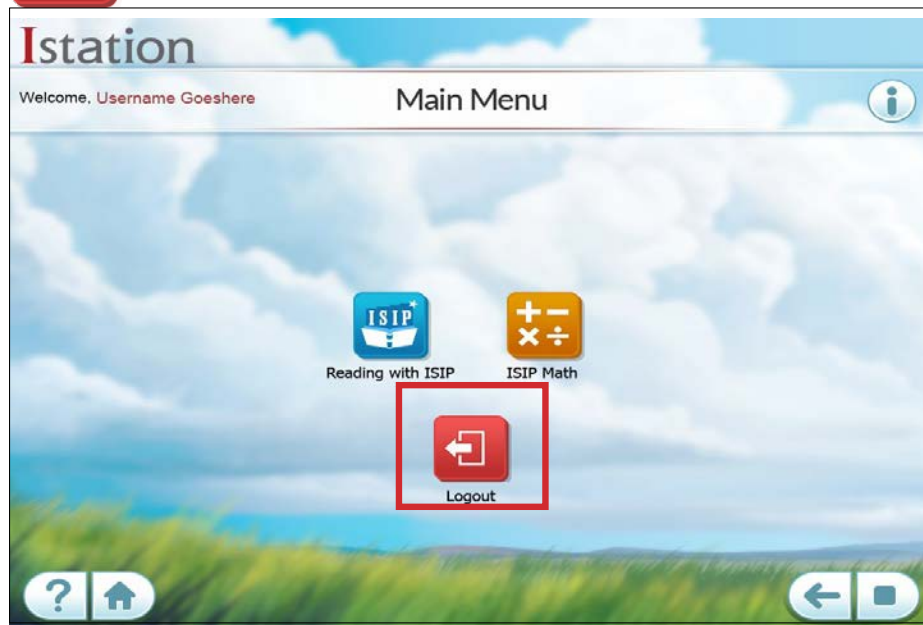 Istation
Welcome, Username Goeshere
Main Menu
ISIP
Reading with ISIP
ISIP Math
Logout
?